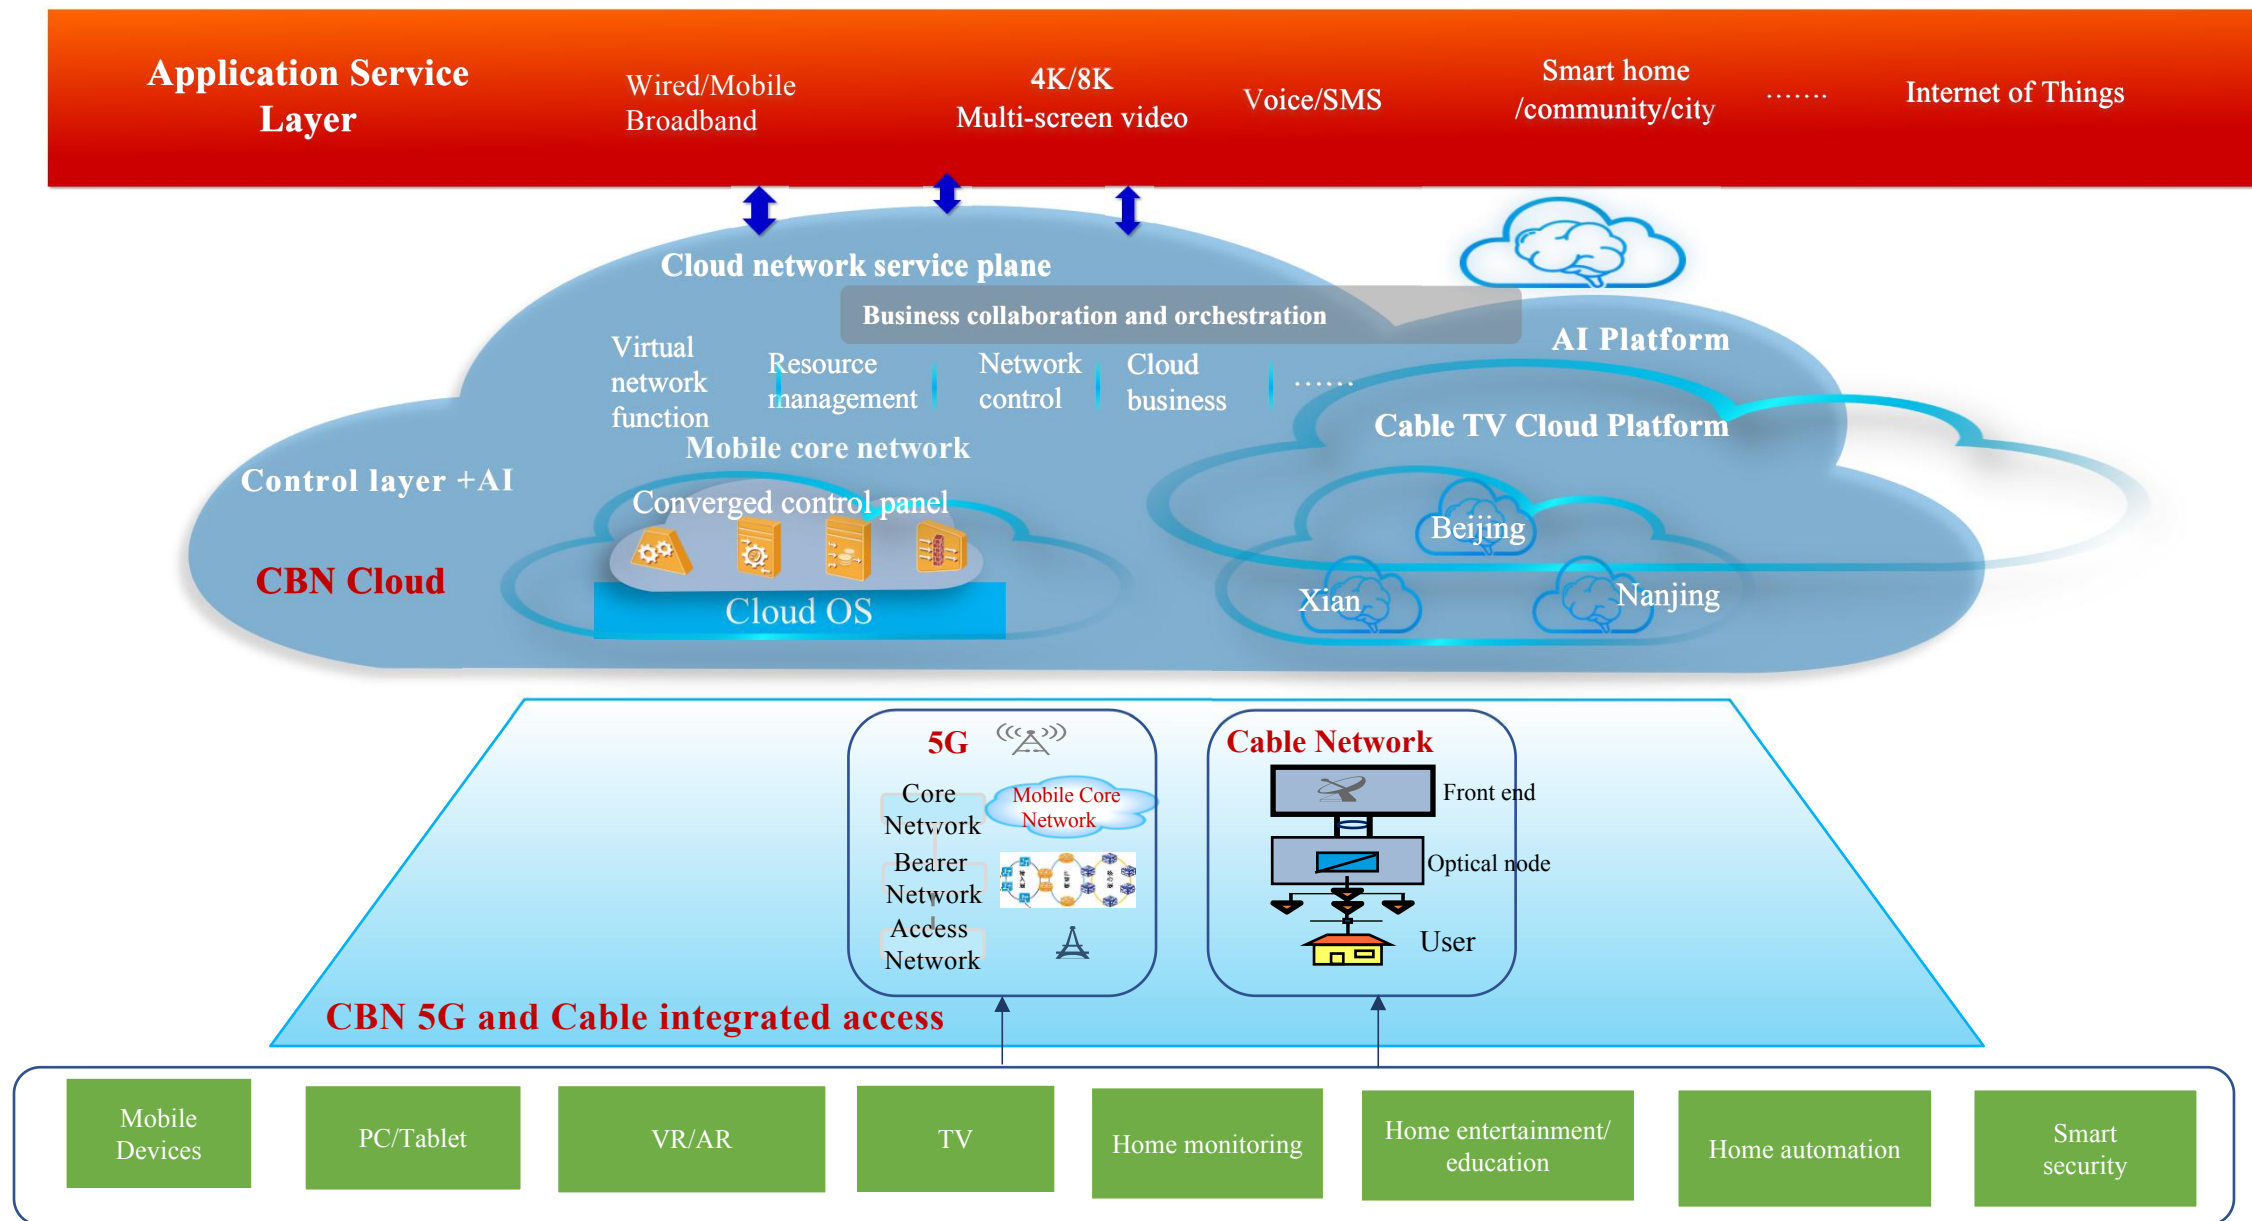 Application Service
Layer
Wired/Mobile
Broadband
4K/8K
Multi-screen video
Voice/SMS
Smart home
/community/city
.......
Internet of Things
Cloud network service plane
Business collaboration and orchestration
AI Platform
Virtual
network
function
Resource
management
Network
control
Cloud
business
......
Cable TV Cloud Platform
Mobile core network
Control layer +AI
Converged control panel
CBN Cloud
Cloud OS
Beijing
Xian
Nanjing
5G
Core
Network
Mobile Core
Network
Bearer
Network
Access
Network
Cable Network
Front end
Optical node
User
CBN 5G and Cable integrated access
Mobile
Devices
PC/Tablet
VR/AR
TV
Home monitoring
Home entertainment/
education
Home automation
Smart
security